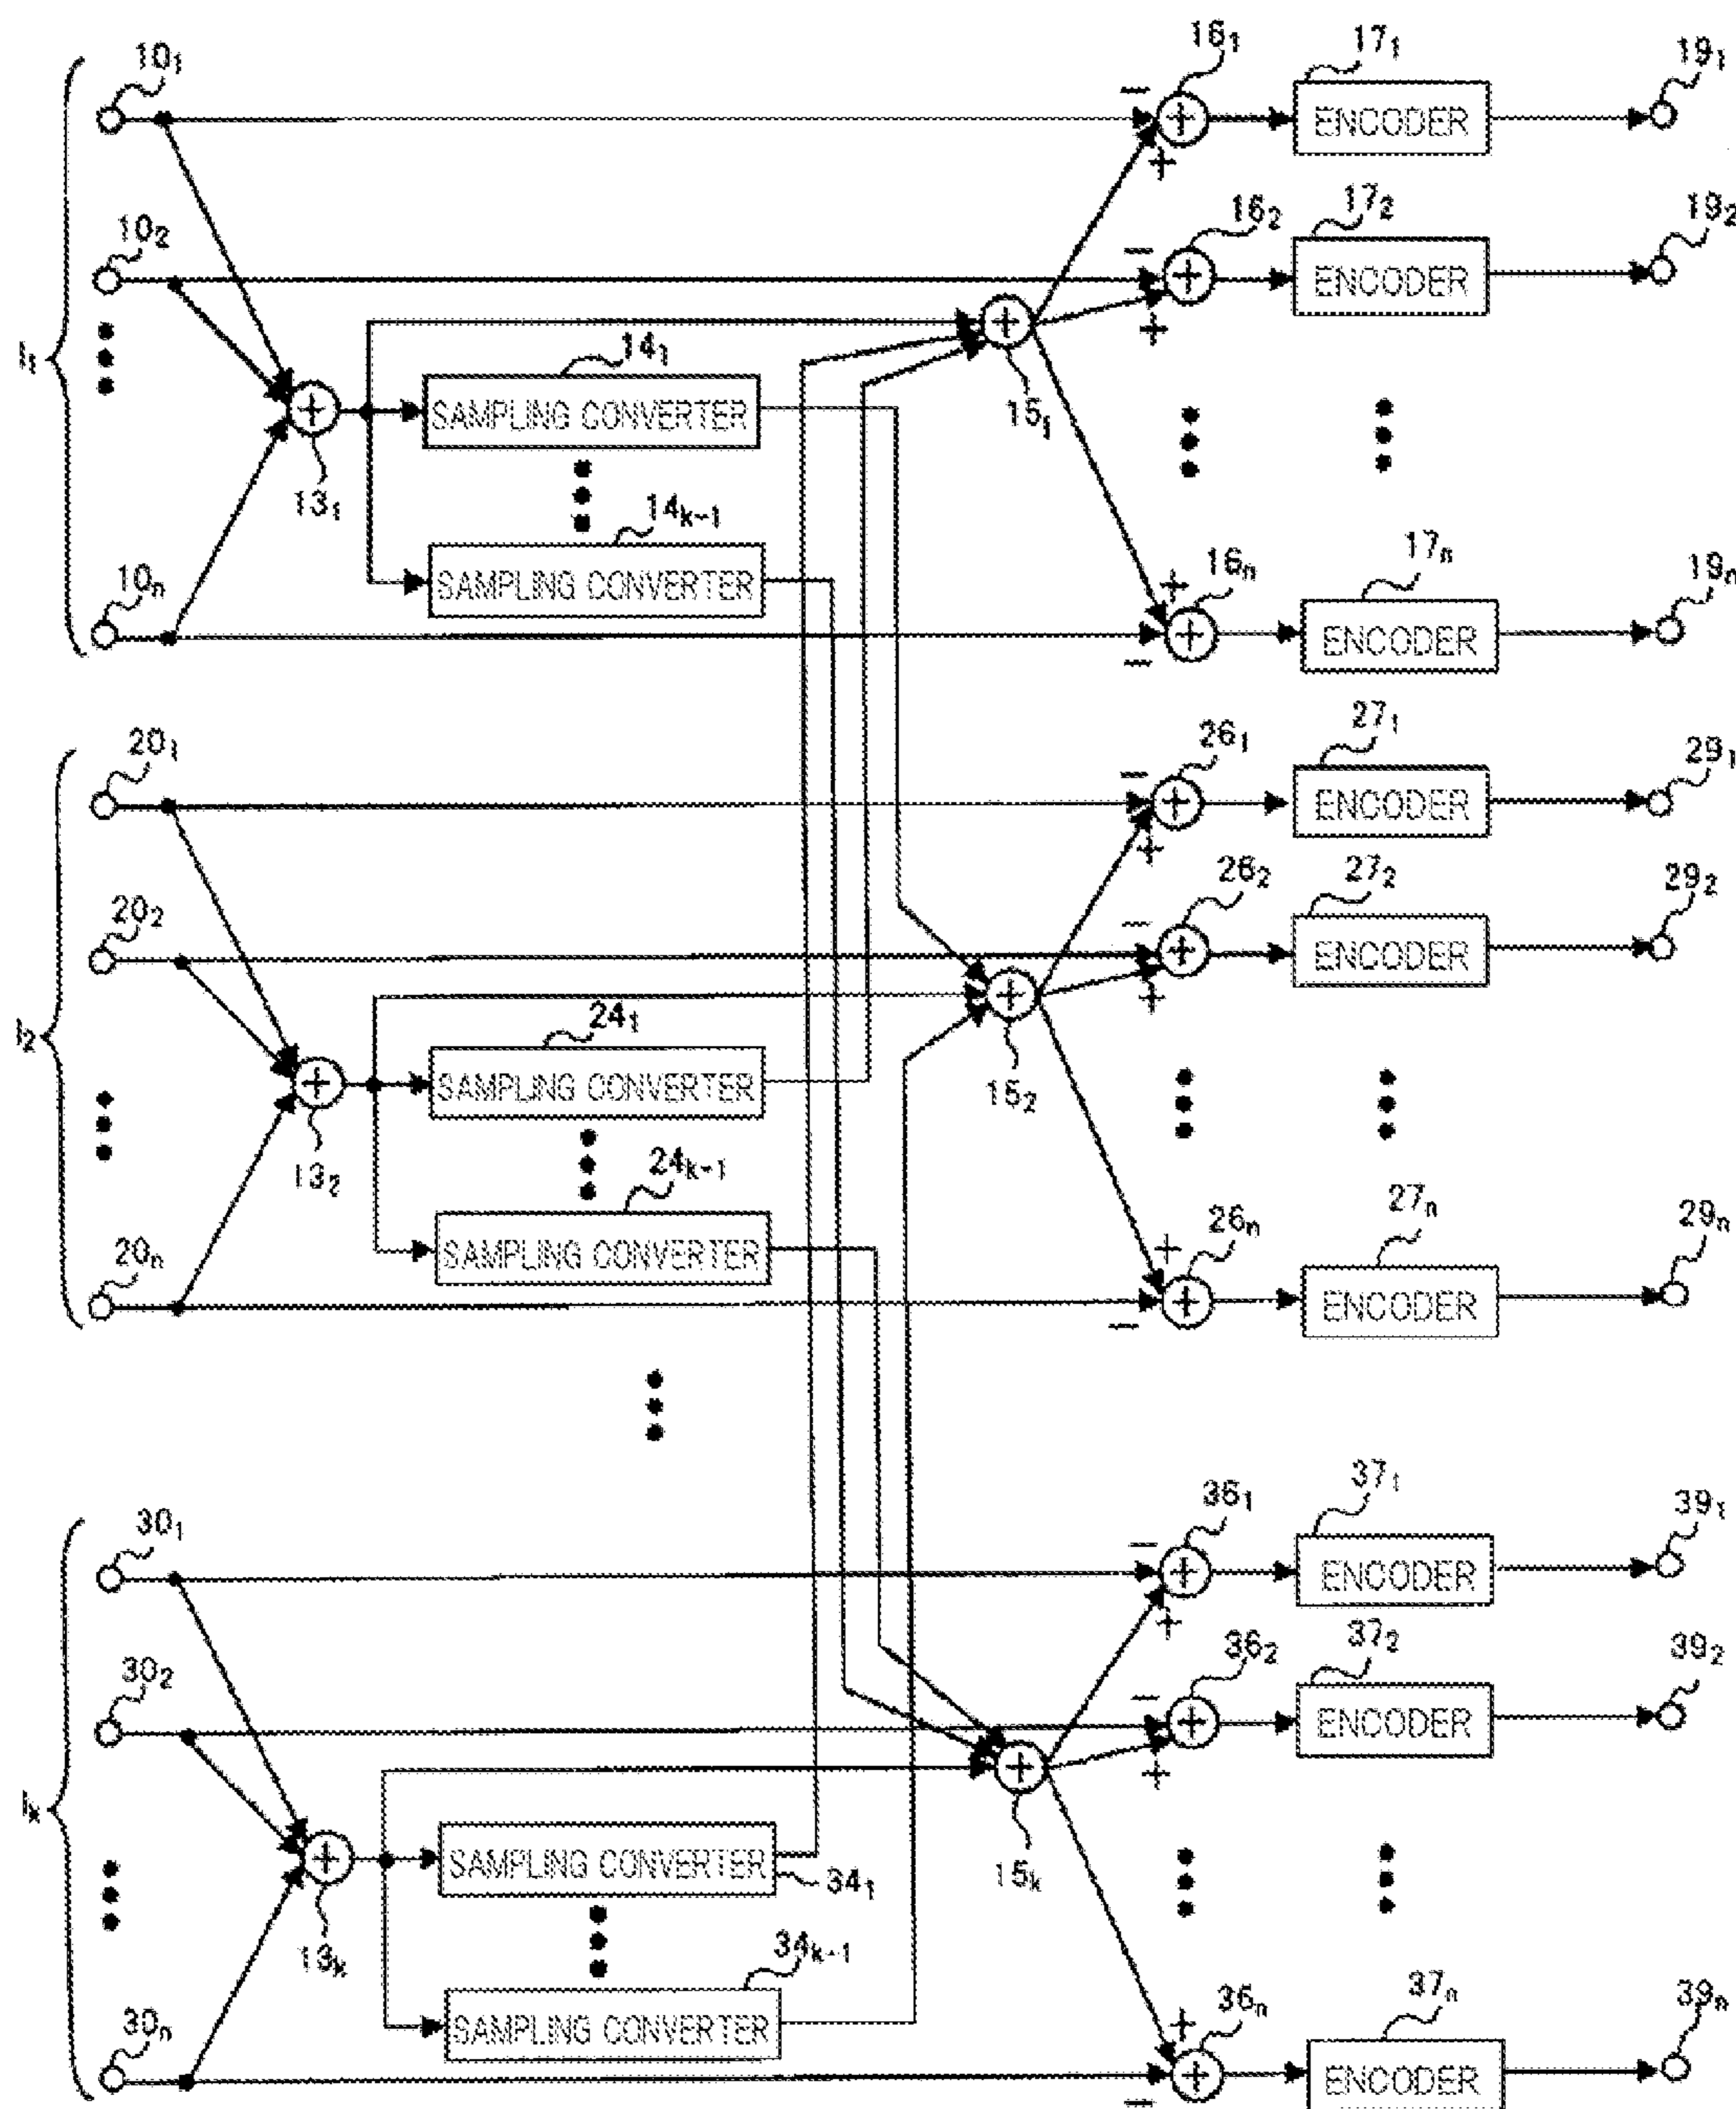 10₁ 16₁ 17₁ 19₁
− + + ENCODER
10₂ 16₂ 17₂ 19₂
− + + ENCODER
I₁
+ 14₁ + 15₁
SAMPLING CONVERTER
13₁
14ₖ₋₁
SAMPLING CONVERTER
10ₙ + 16ₙ 17ₙ 19ₙ
− + ENCODER
20₁ 26₁ 27₁ 29₁
− + + ENCODER
20₂ 26₂ 27₂ 29₂
− + + ENCODER
I₂
+ 24₁ + 15₂
SAMPLING CONVERTER
13₂
24ₖ₋₁
SAMPLING CONVERTER
20ₙ + 26ₙ 27ₙ 29ₙ
− + ENCODER
30₁ 36₁ 37₁ 39₁
− + + ENCODER
30₂ 36₂ 37₂ 39₂
− + + ENCODER
Iₖ
+ + 15ₖ
SAMPLING CONVERTER
34₁
13ₖ
34ₖ₋₁
SAMPLING CONVERTER
30ₙ + 36ₙ 37ₙ 39ₙ
− + ENCODER